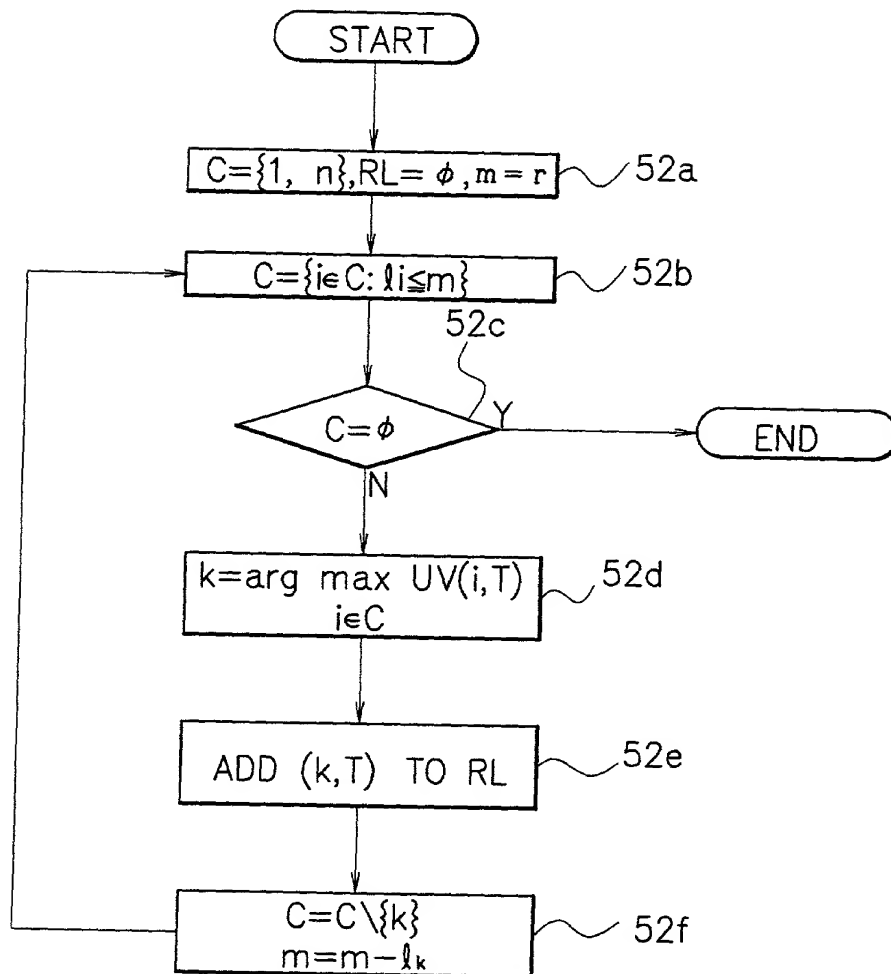 START
C={1, n},RL= ϕ ,m=r
52a
C={i∈C: ℓi≦m}
52b
52c
C=ϕ
Y
END
N
k=arg max UV(i,T)
i∈C
52d
ADD (k,T) TO RL
52e
C=C\{k}
m=m−ℓk
52f